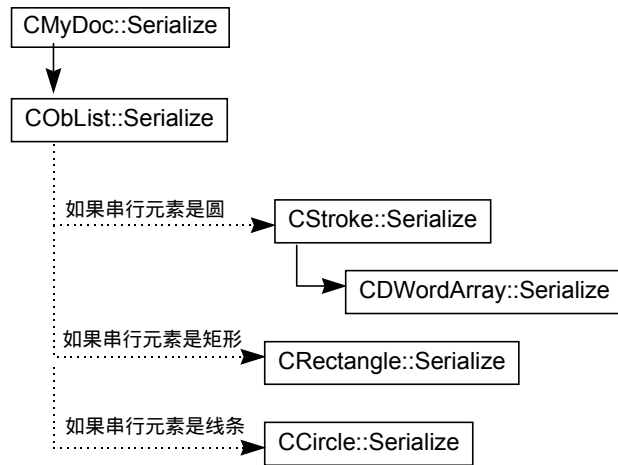 CMyDoc::Serialize
CObList::Serialize
如果串行元素是圆
CStroke::Serialize
CDWordArray::Serialize
如果串行元素是矩形
CRectangle::Serialize
如果串行元素是线条
CCircle::Serialize